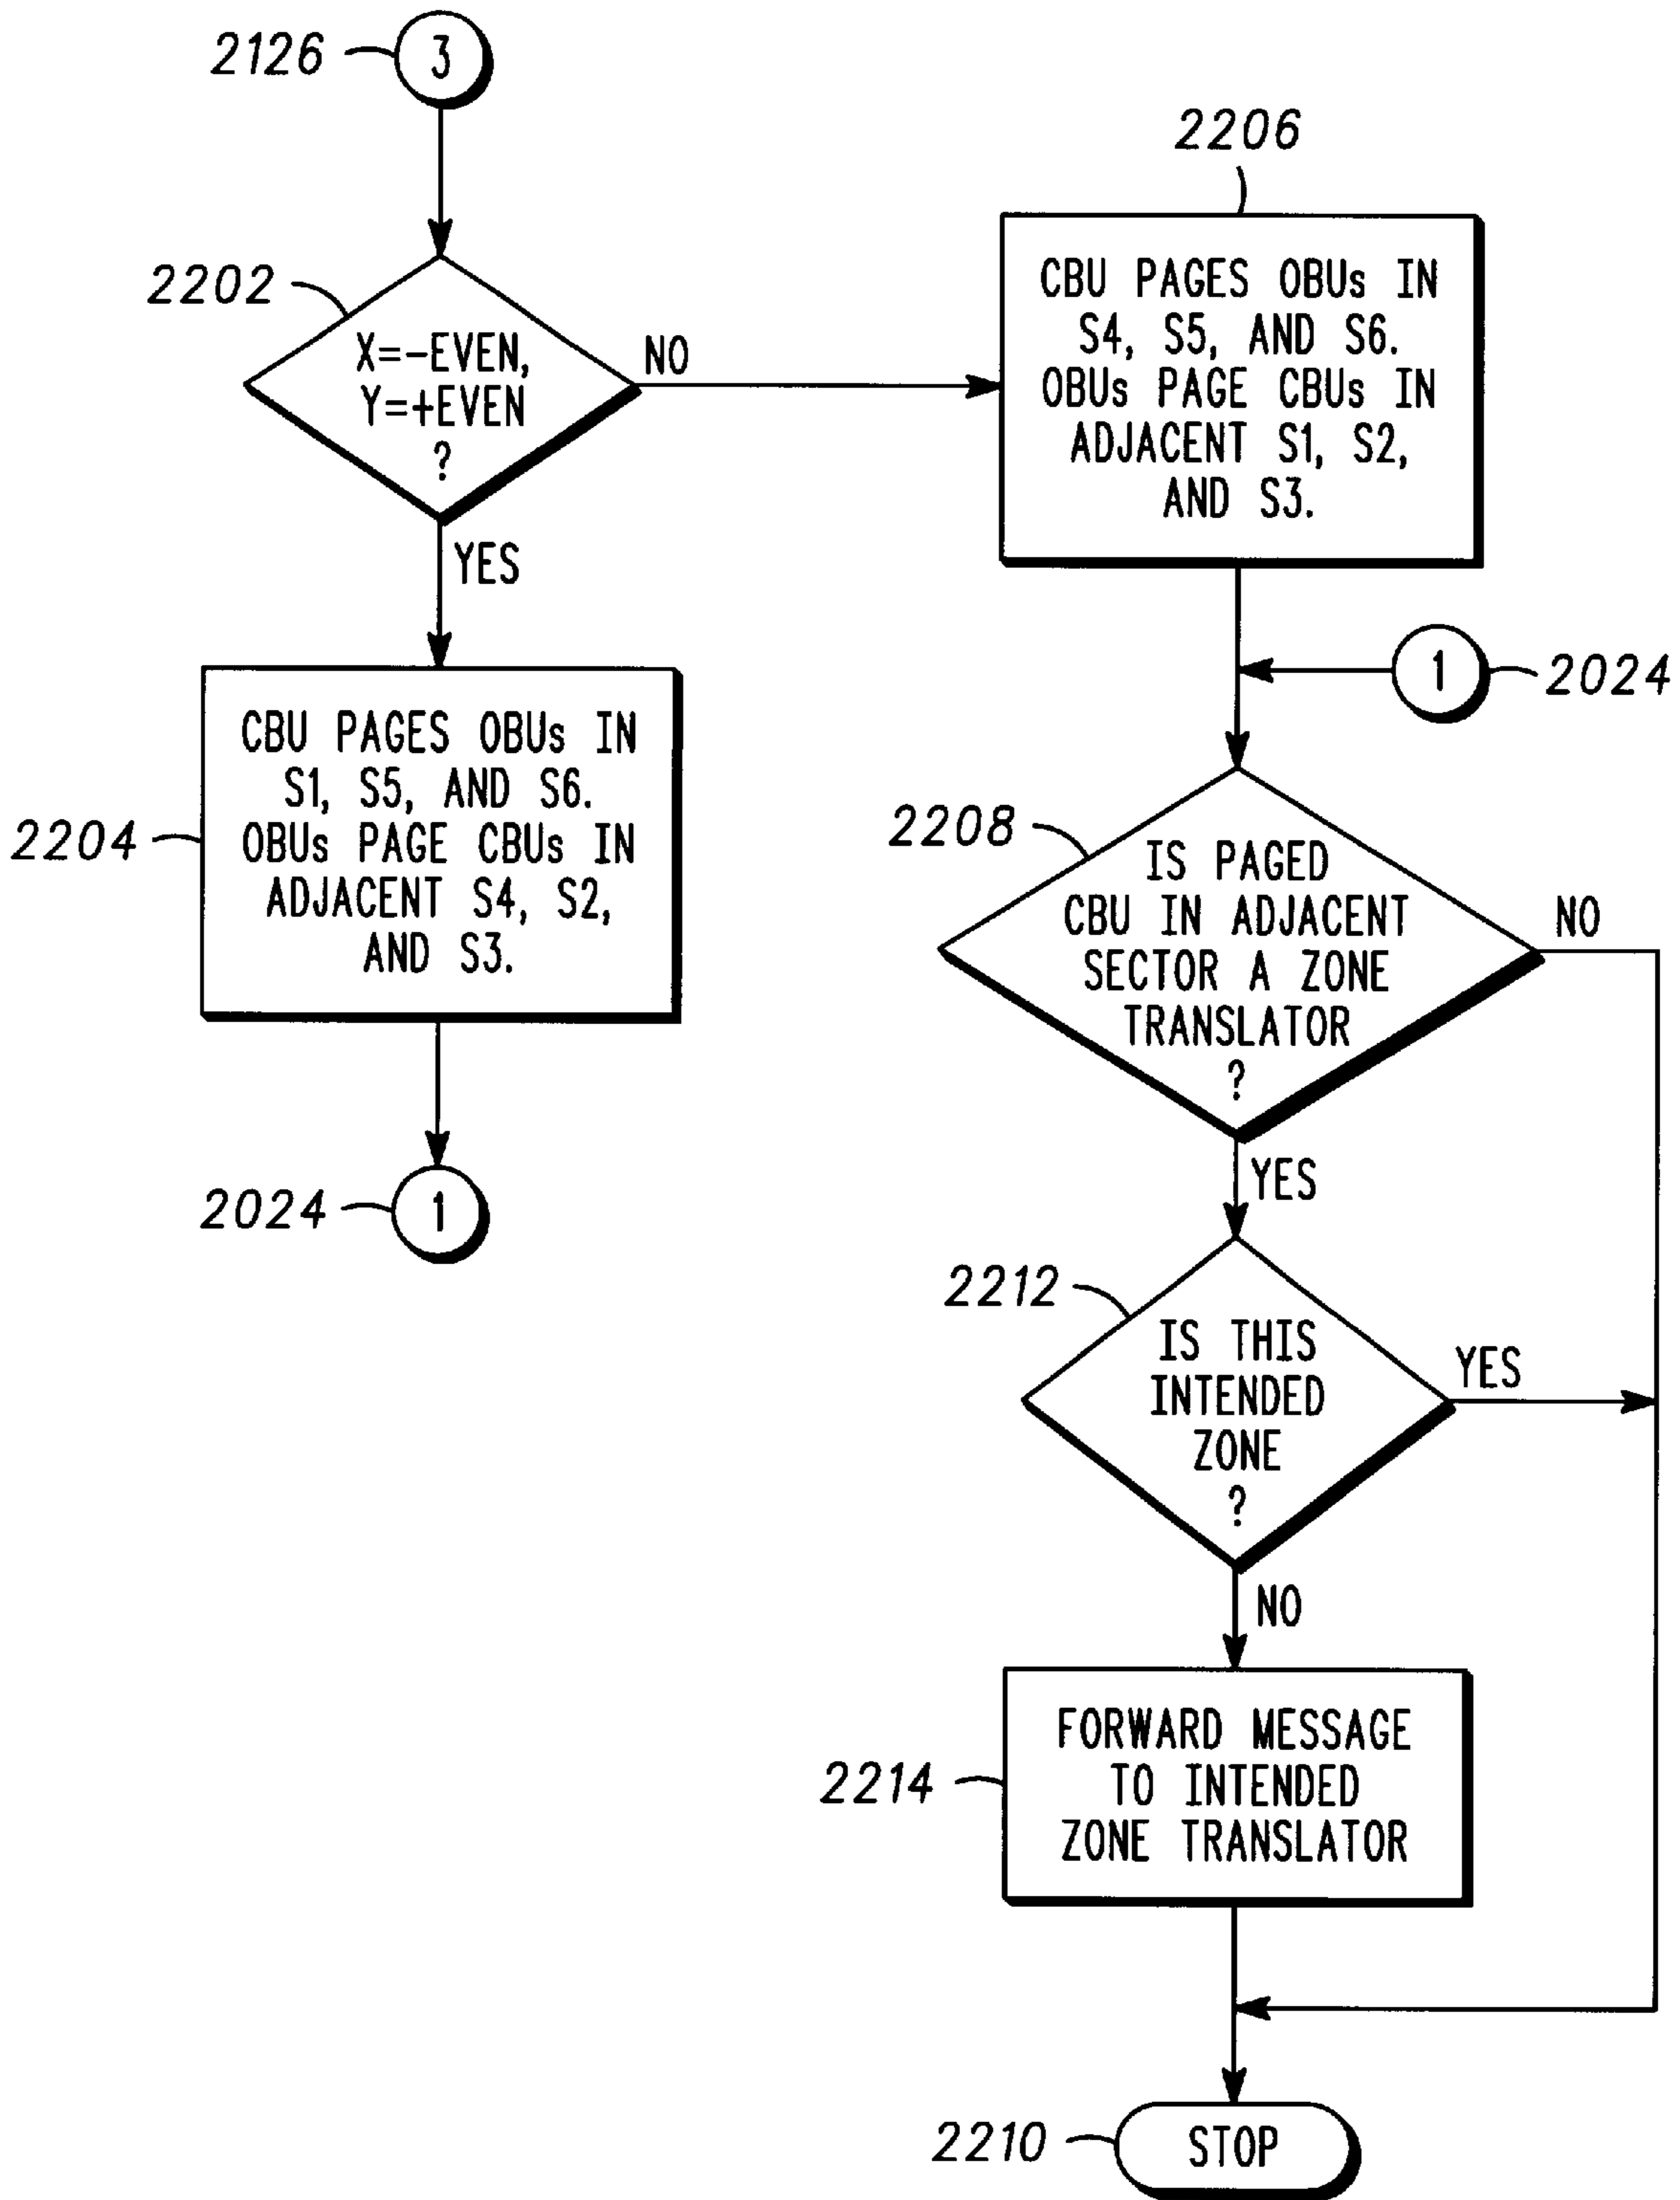 2126
3
2202
X=-EVEN,
Y=+EVEN
?
NO
YES
2204
CBU PAGES OBUs IN
S1, S5, AND S6.
OBUs PAGE CBUs IN
ADJACENT S4, S2,
AND S3.
2024
1
2206
CBU PAGES OBUs IN
S4, S5, AND S6.
OBUs PAGE CBUs IN
ADJACENT S1, S2,
AND S3.
1
2024
2208
IS PAGED
CBU IN ADJACENT
SECTOR A ZONE
TRANSLATOR
?
NO
YES
2212
IS THIS
INTENDED
ZONE
?
YES
NO
2214
FORWARD MESSAGE
TO INTENDED
ZONE TRANSLATOR
2210
STOP